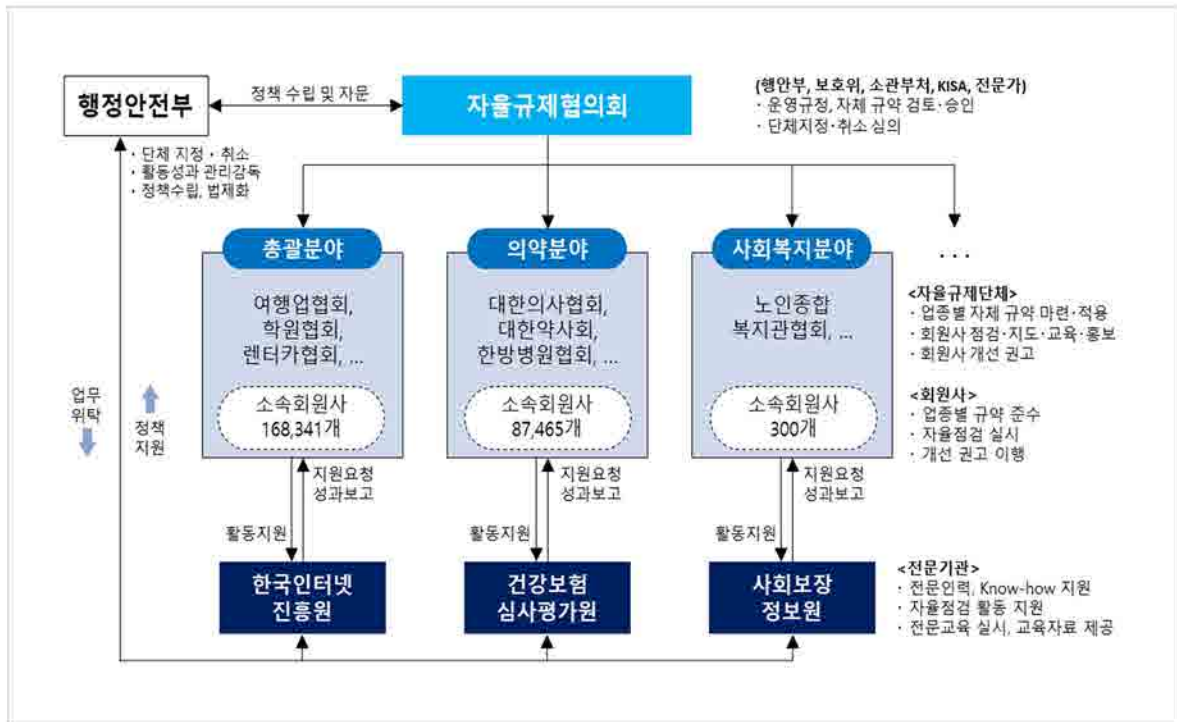 행정안전부
정책 수립 및 자문
자율규제협의회
(행안부, 보호위, 소관부처, KISA, 전문가)
· 운영규정, 자체 규약 검토·승인
· 단체지정·취소 심의
· 단체 지정·취소
· 활동성과 관리감독
· 정책수립, 법제화
총괄분야
여행업협회,
학원협회,
렌터카협회, ...
소속회원사
168,341개
의약분야
대한의사협회,
대한약사회,
한방병원협회, ...
소속회원사
87,465개
사회복지분야
노인종합
복지관협회, ...
소속회원사
300개
...
<자율규제단체>
· 업종별 자체 규약 마련·적용
· 회원사 점검·지도·교육·홍보
· 회원사 개선 권고
<회원사>
· 업종별 규약 준수
· 자율점검 실시
· 개선 권고 이행
업무
위탁
정책
지원
지원요청
성과보고
활동지원
지원요청
성과보고
활동지원
지원요청
성과보고
활동지원
한국인터넷
진흥원
건강보험
심사평가원
사회보장
정보원
<전문기관>
· 전문인력, Know-how 지원
· 자율점검 활동 지원
· 전문교육 실시, 교육자료 제공